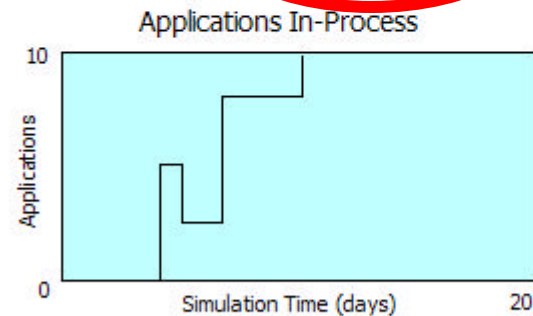 Applications In-Process
10
Applications
0
Simulation Time (days)
20